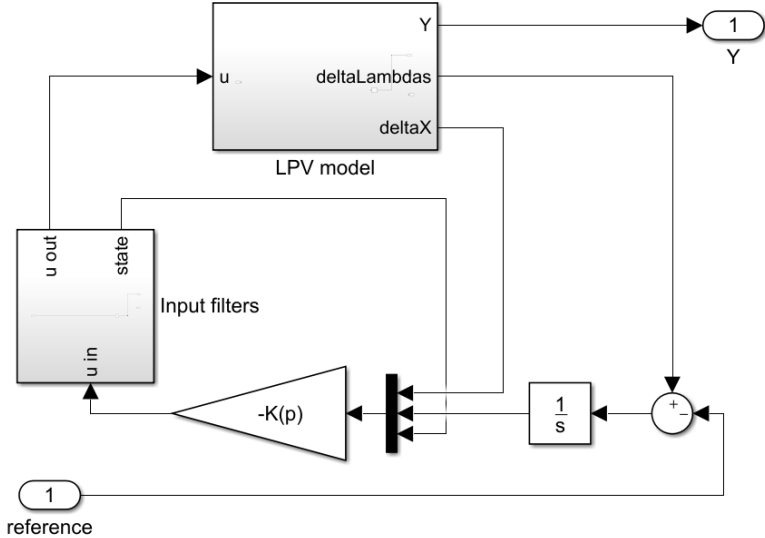 Y
1
Y
u
deltaLambdas
deltaX
LPV model
u out
state
Input filters
u in
-K(p)
1
s
+
−
1
reference